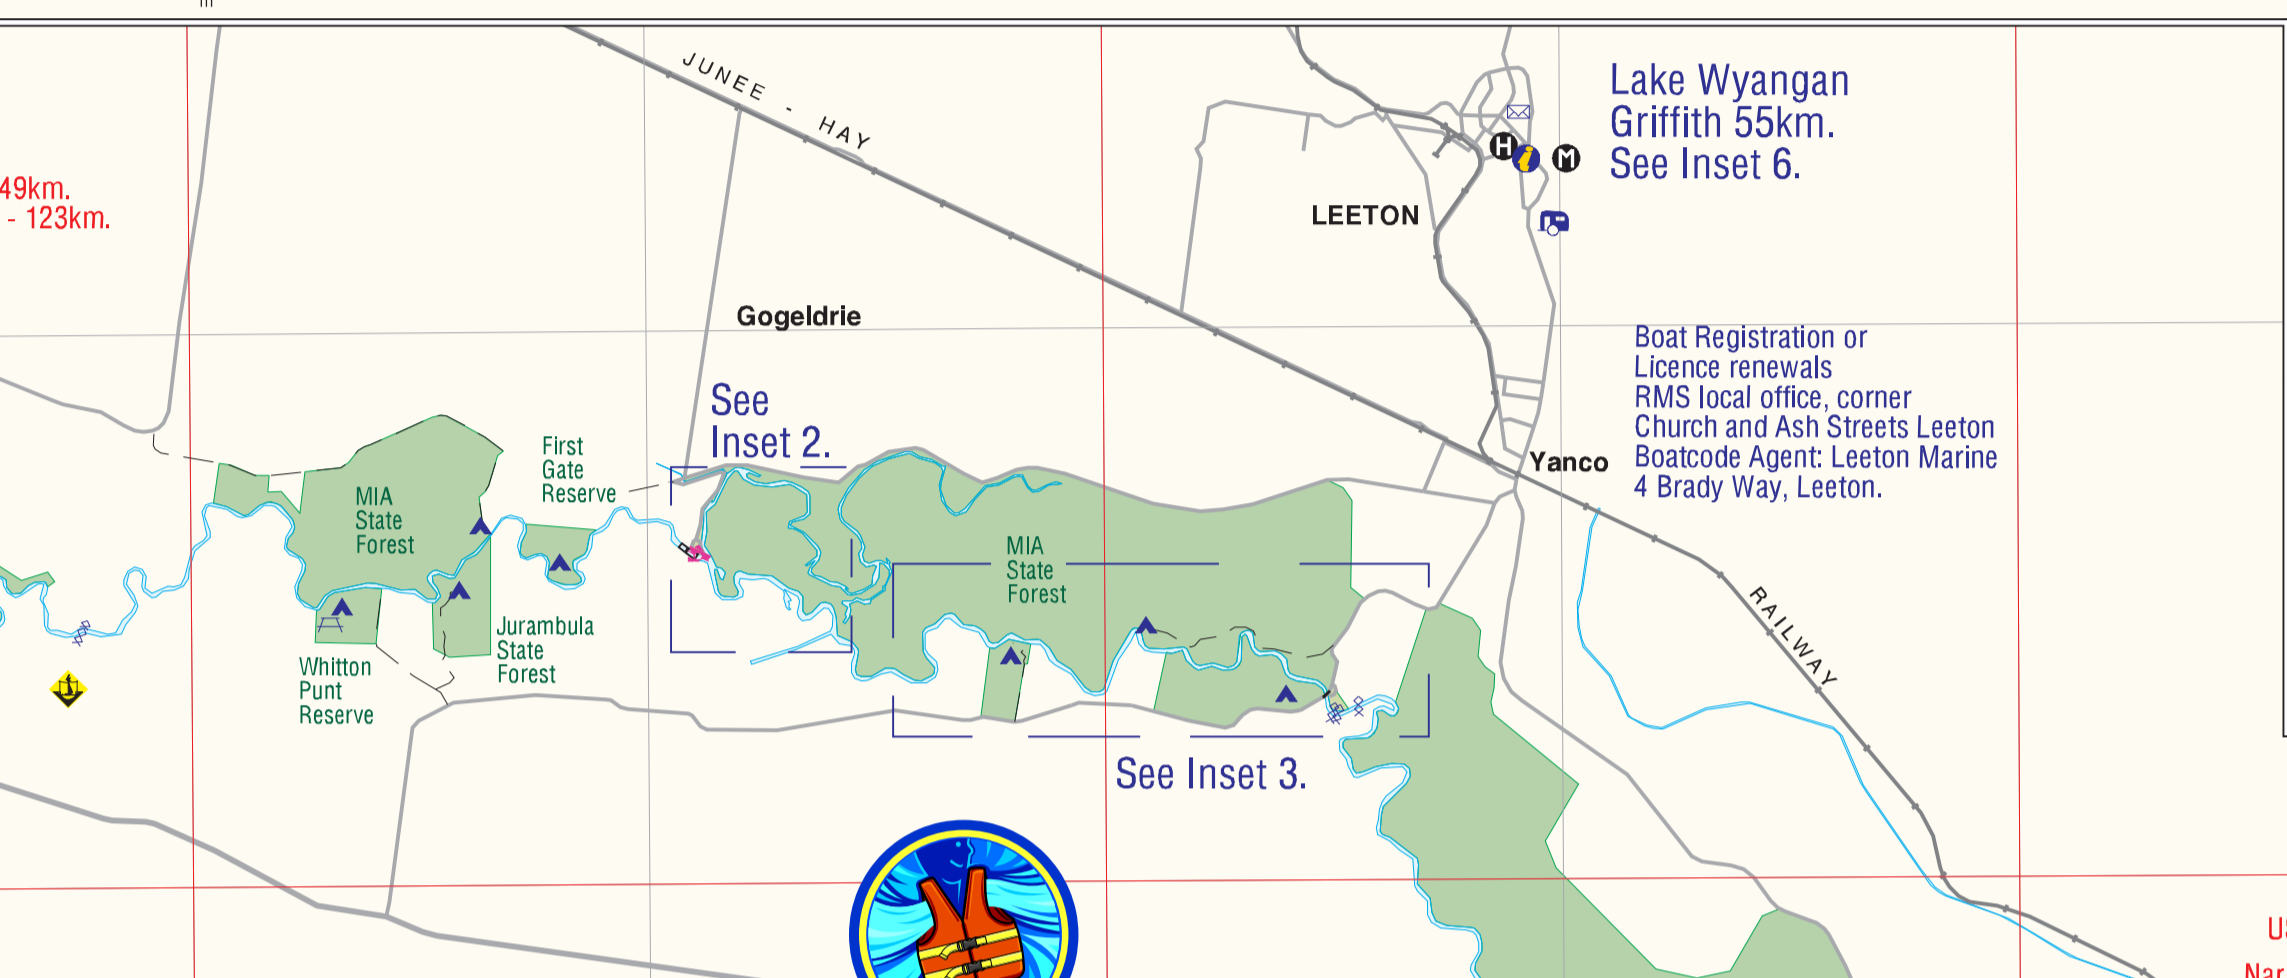 JUNEE - HAY
Lake Wyangan
Griffith 55km.
See Inset 6.
H
i
M
49km.
- 123km.
LEETON
Gogeldrie
Boat Registration or
Licence renewals
RMS local office, corner
Church and Ash Streets Leeton
Boatcode Agent: Leeton Marine
4 Brady Way, Leeton.
See
Inset 2.
First
Gate
Reserve
Yanco
MIA
State
Forest
MIA
State
Forest
RAILWAY
Jurambula
State
Forest
Whitton
Punt
Reserve
See Inset 3.